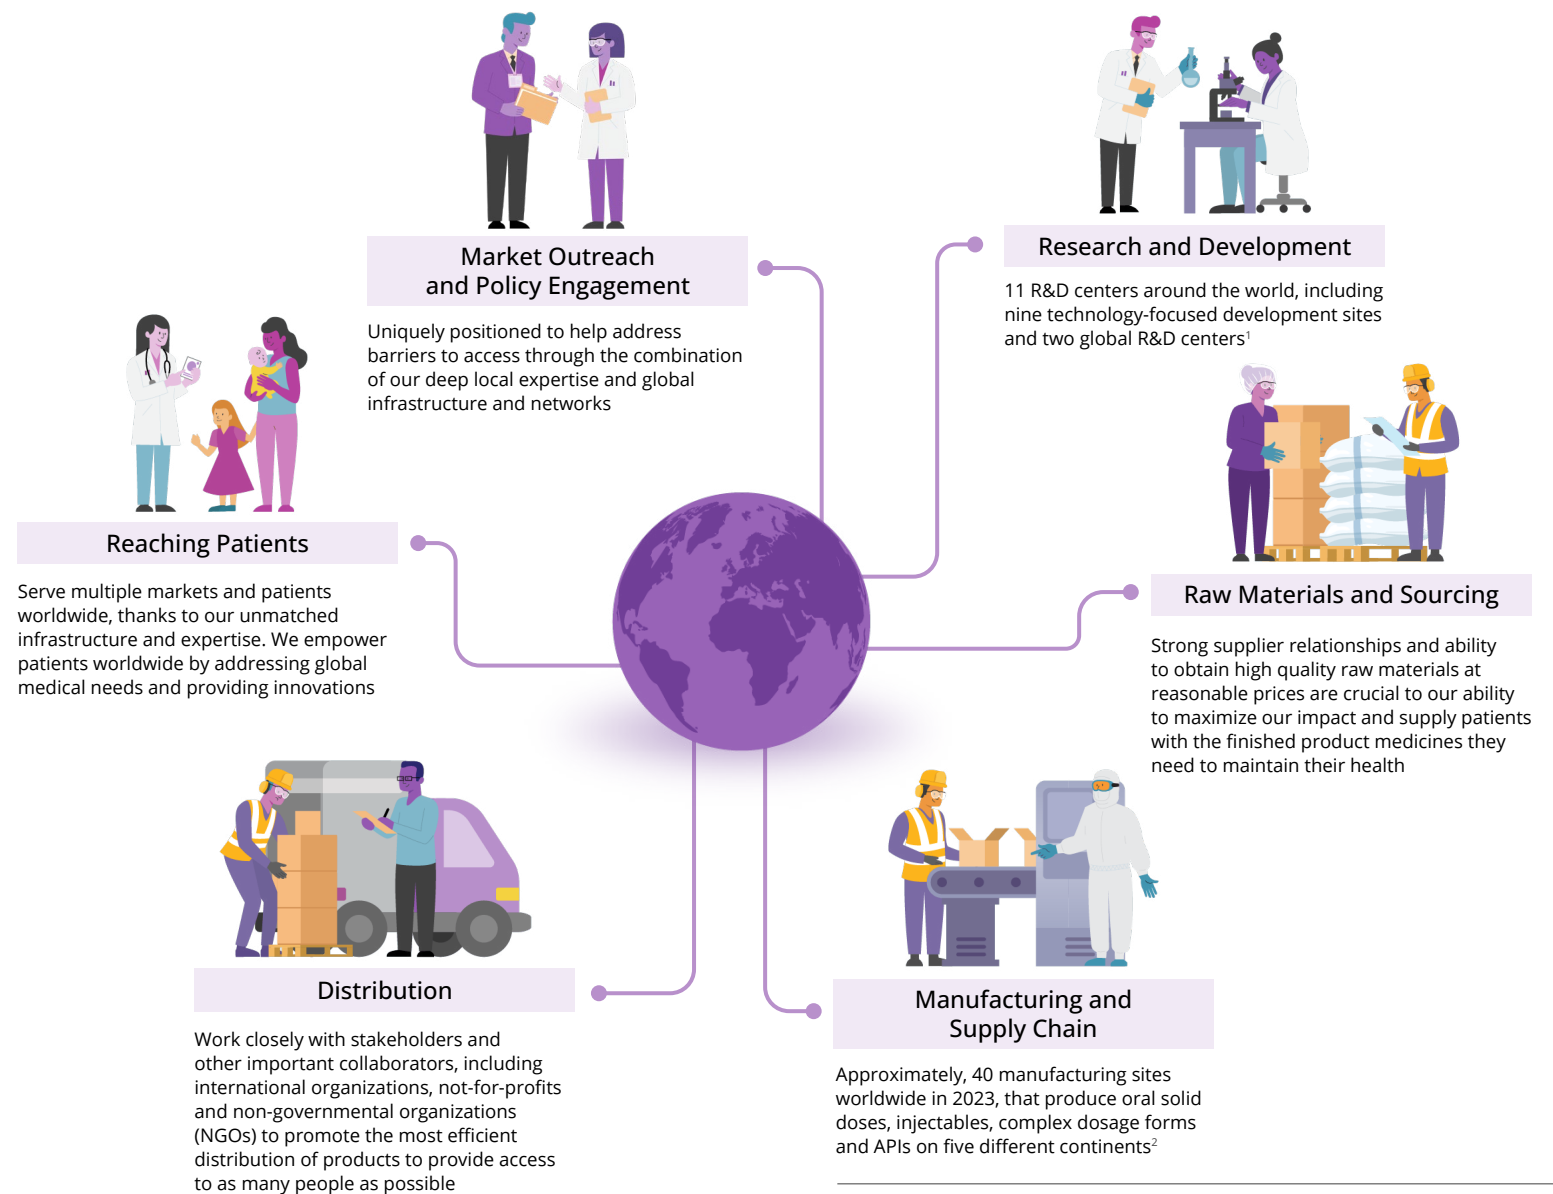 Market Outreach
and Policy Engagement
Uniquely positioned to help address
barriers to access through the combination
of our deep local expertise and global
infrastructure and networks
Research and Development
11 R&D centers around the world, including
nine technology-focused development sites
and two global R&D centers¹
Reaching Patients
Serve multiple markets and patients
worldwide, thanks to our unmatched
infrastructure and expertise. We empower
patients worldwide by addressing global
medical needs and providing innovations
Raw Materials and Sourcing
Strong supplier relationships and ability
to obtain high quality raw materials at
reasonable prices are crucial to our ability
to maximize our impact and supply patients
with the finished product medicines they
need to maintain their health
Distribution
Work closely with stakeholders and
other important collaborators, including
international organizations, not-for-profits
and non-governmental organizations
(NGOs) to promote the most efficient
distribution of products to provide access
to as many people as possible
Manufacturing and
Supply Chain
Approximately, 40 manufacturing sites
worldwide in 2023, that produce oral solid
doses, injectables, complex dosage forms
and APIs on five different continents²